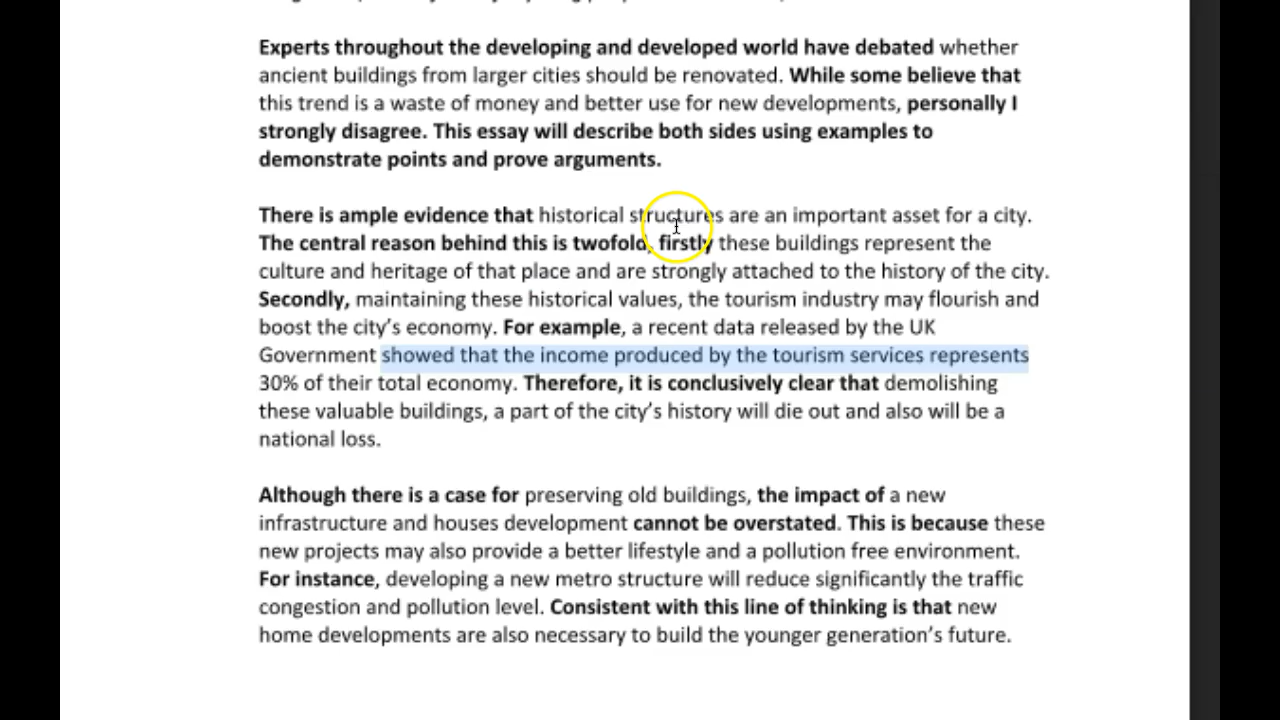 Experts throughout the developing and developed world have debated whether
ancient buildings from larger cities should be renovated. While some believe that
this trend is a waste of money and better use for new developments, personally I
strongly disagree. This essay will describe both sides using examples to
demonstrate points and prove arguments.
There is ample evidence that historical structures are an important asset for a city.
The central reason behind this is twofold, firstly these buildings represent the
culture and heritage of that place and are strongly attached to the history of the city.
Secondly, maintaining these historical values, the tourism industry may flourish and
boost the city's economy. For example, a recent data released by the UK
Government showed that the income produced by the tourism services represents
30% of their total economy. Therefore, it is conclusively clear that demolishing
these valuable buildings, a part of the city's history will die out and also will be a
national loss.
Although there is a case for preserving old buildings, the impact of a new
infrastructure and houses development cannot be overstated. This is because these
new projects may also provide a better lifestyle and a pollution free environment.
For instance, developing a new metro structure will reduce significantly the traffic
congestion and pollution level. Consistent with this line of thinking is that new
home developments are also necessary to build the younger generation's future.